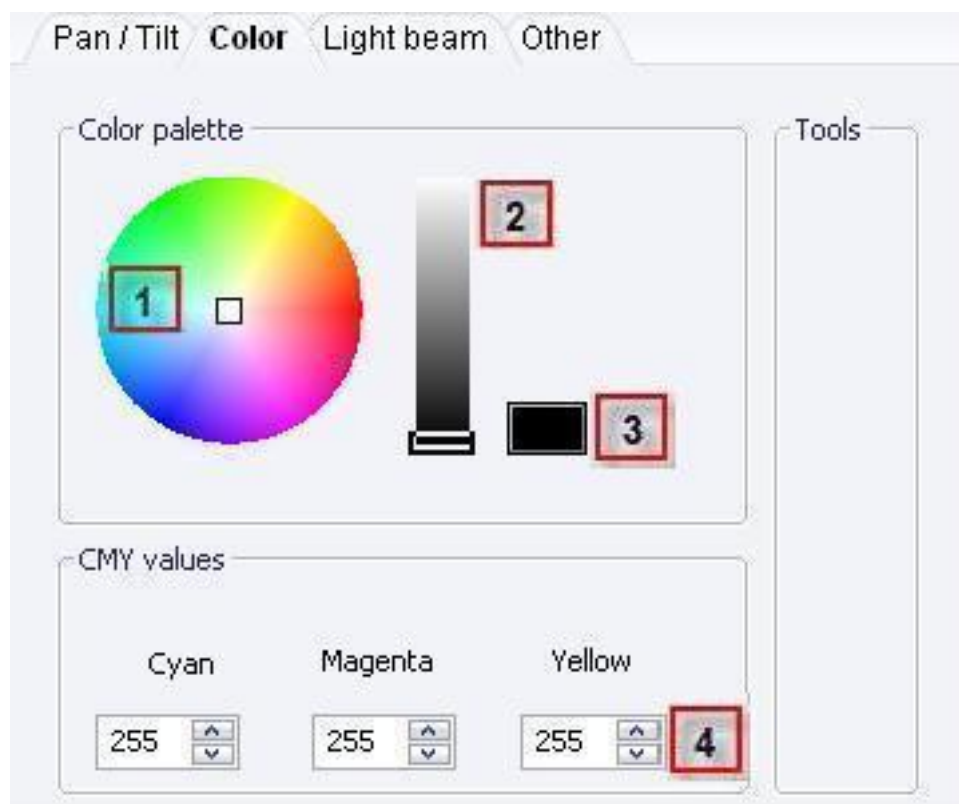 Pan / Tilt Color Light beam Other
Color palette Tools
1 2
3
CMY values
Cyan Magenta Yellow
255 255 255 4